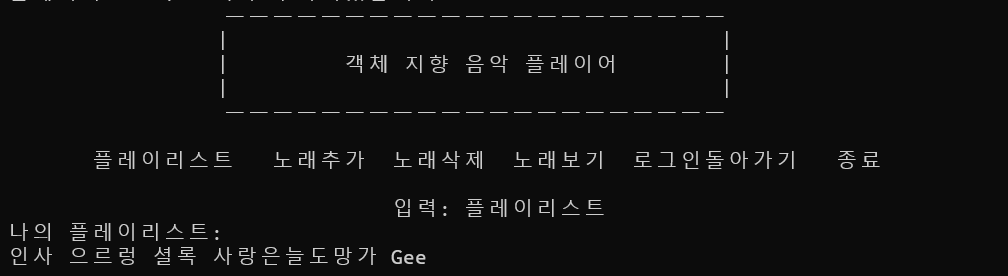 객체 지향 음악 플레이어
플레이리스트 노래추가 노래삭제 노래보기 로그인돌아가기 종료
입력: 플레이리스트
나의 플레이리스트:
인사 으르렁 셜록 사랑은늘도망가 Gee